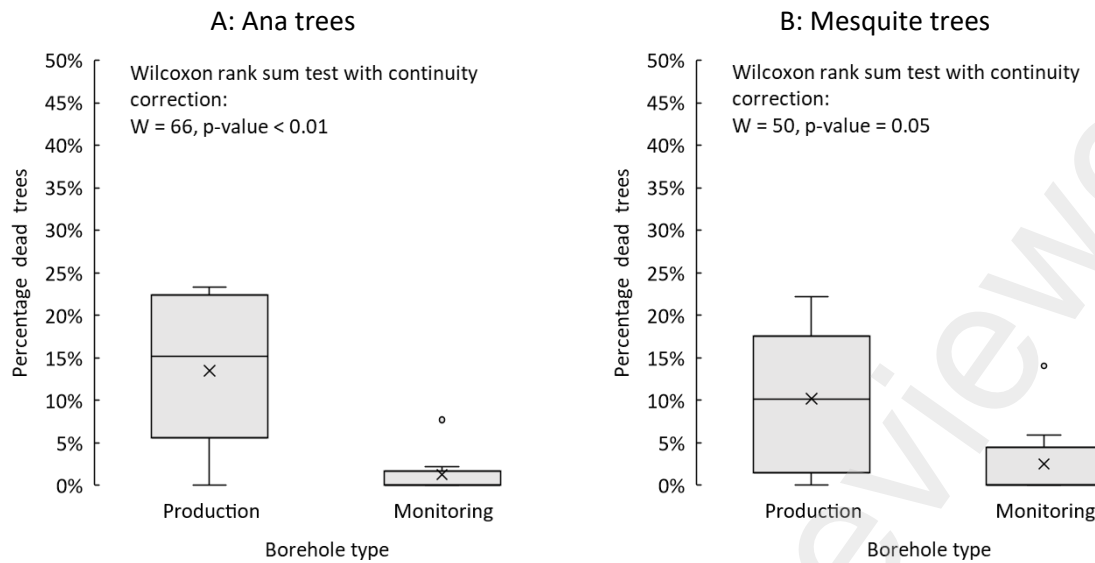 A: Ana trees
50%
45%
40%
35%
30%
25%
20%
15%
10%
5%
0%
Percentage dead trees
Wilcoxon rank sum test with continuity
correction:
W = 66, p-value < 0.01
Production
Monitoring
Borehole type
B: Mesquite trees
50%
45%
40%
35%
30%
25%
20%
15%
10%
5%
0%
Percentage dead trees
Wilcoxon rank sum test with continuity
correction:
W = 50, p-value = 0.05
Production
Monitoring
Borehole type